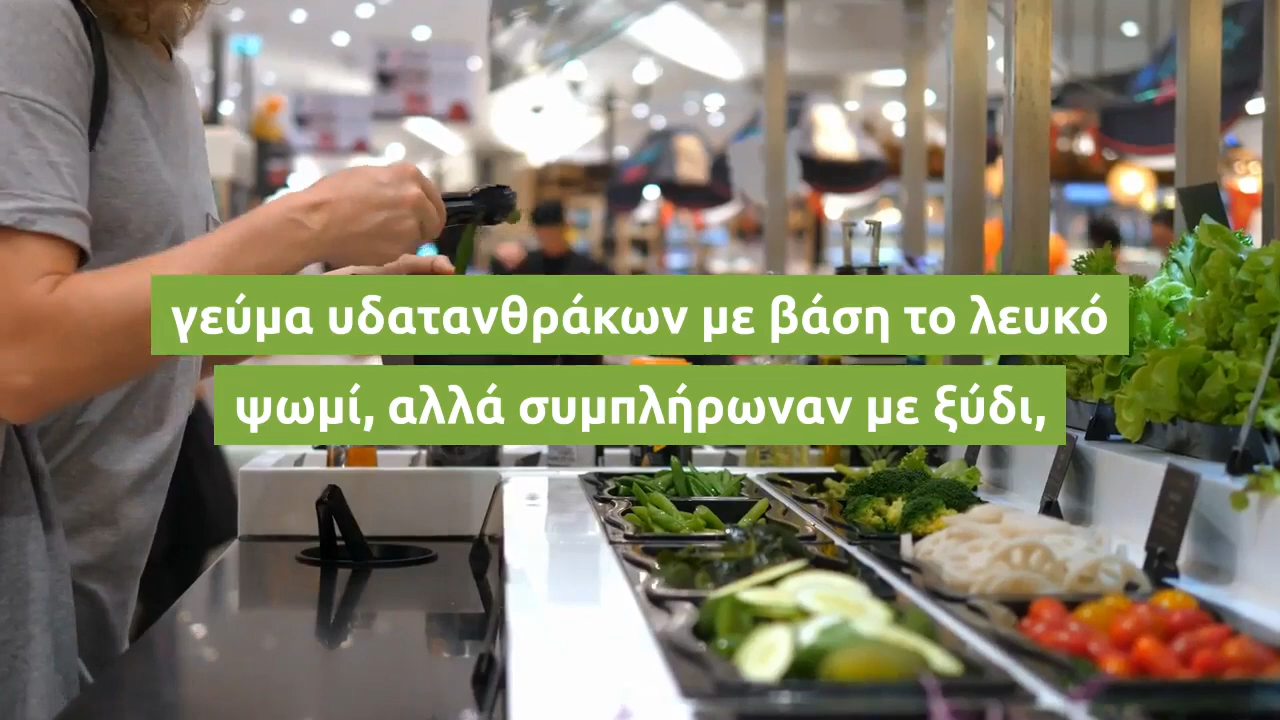 γεύμα υδατανθράκων με βάση το λευκό
ψωμί, αλλά συμπλήρωναν με ξύδι,